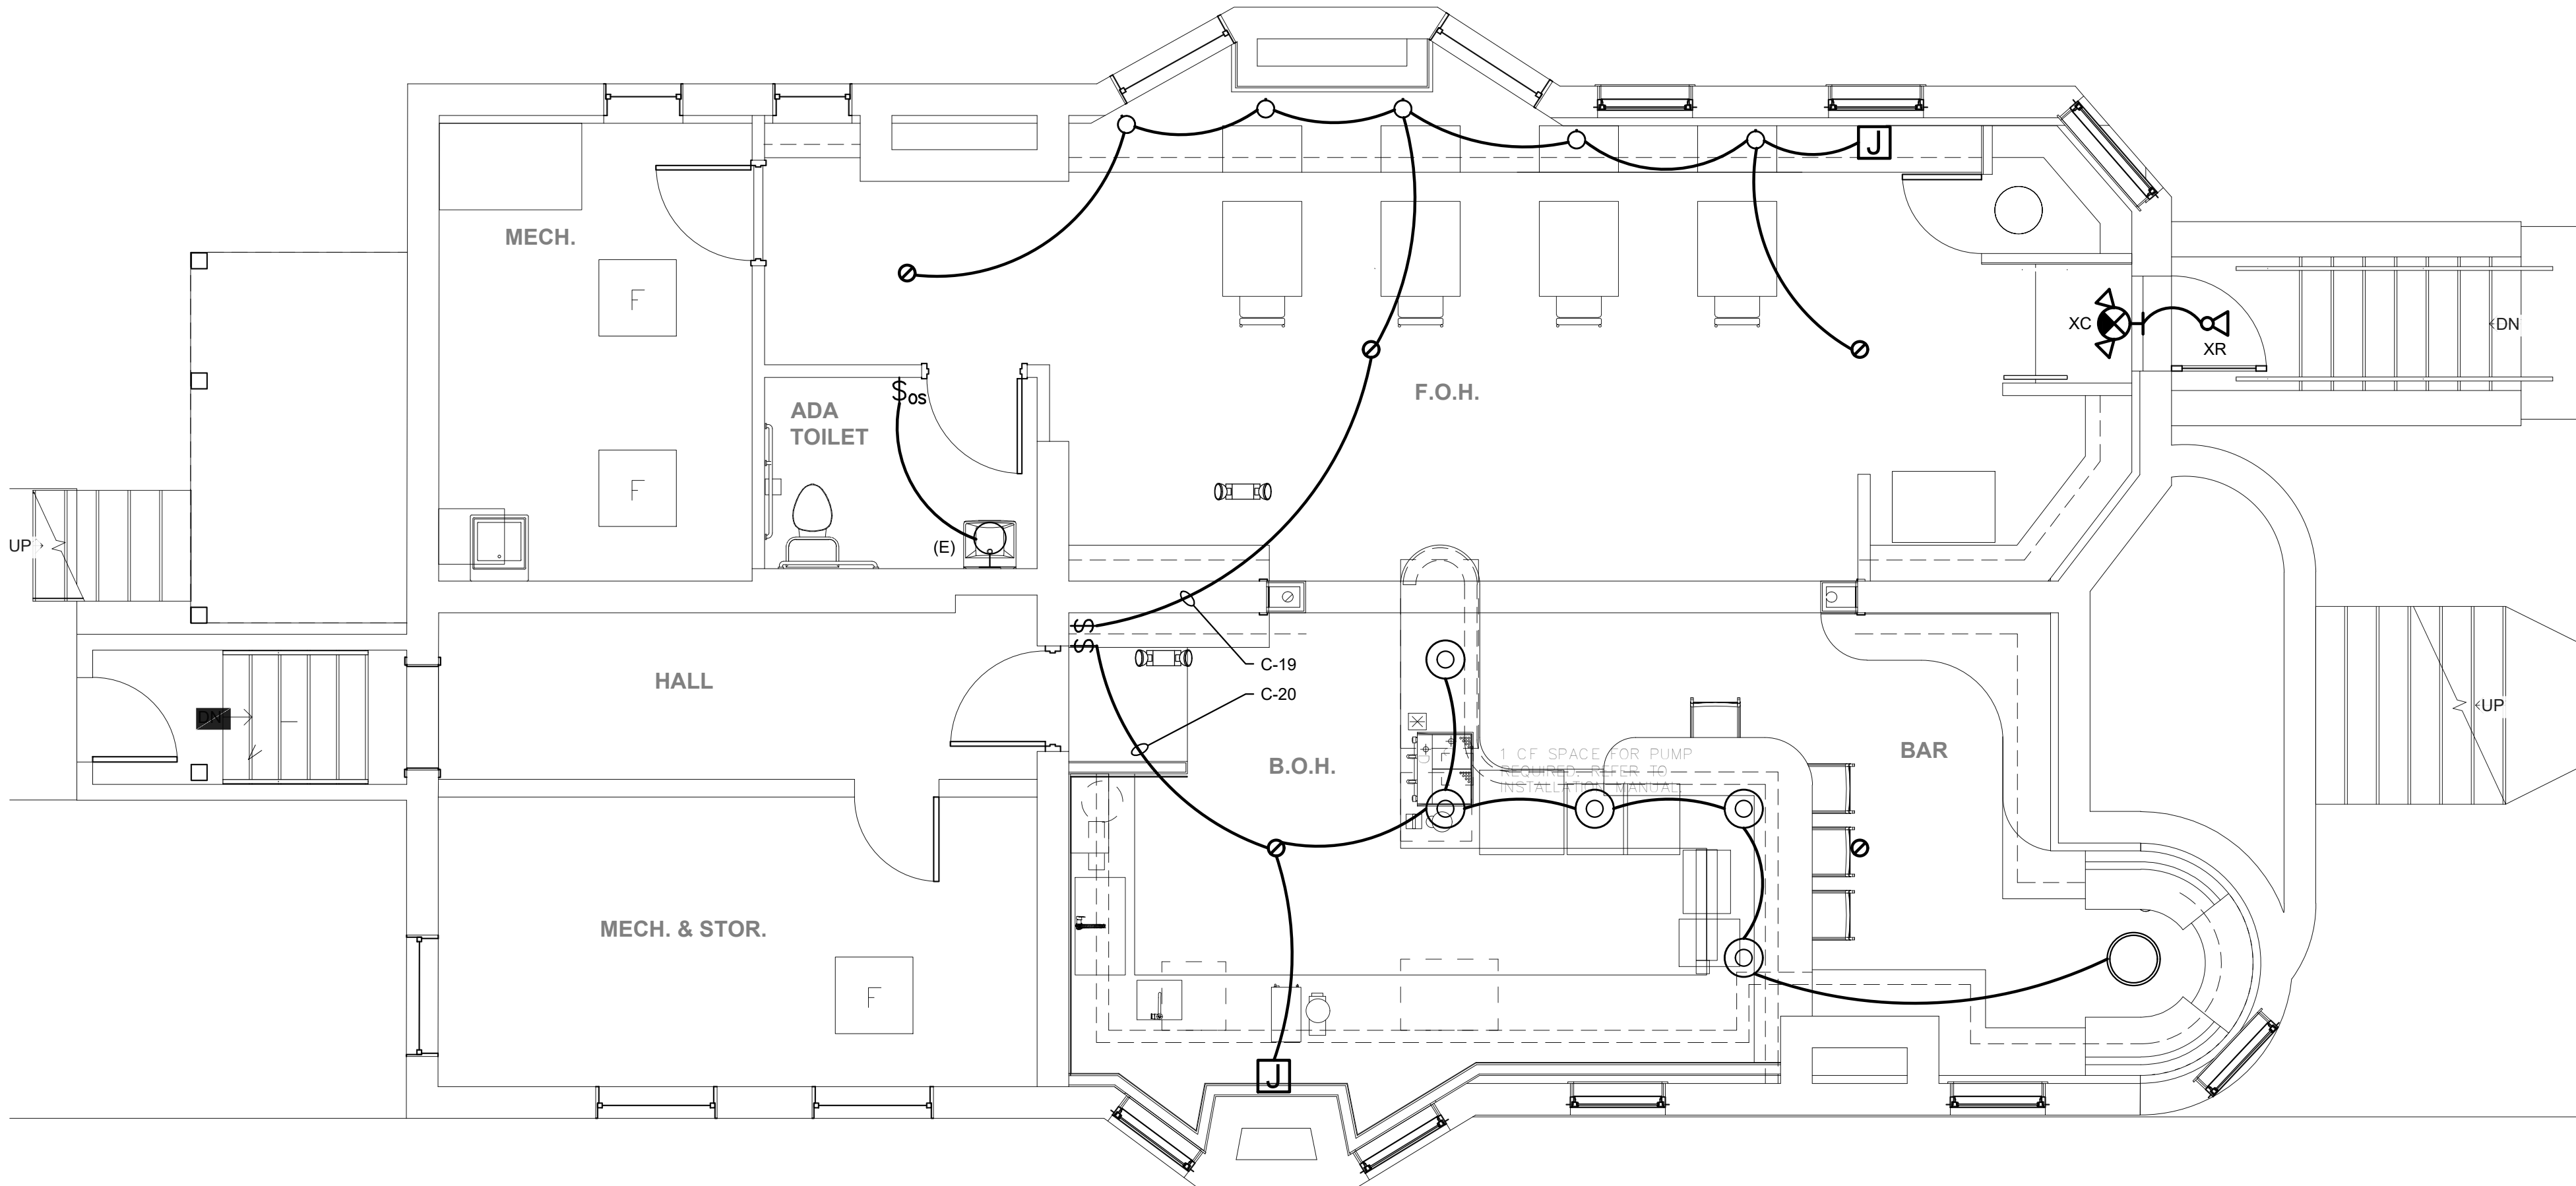 J
MECH.
F
XC
XR
DN
F.O.H.
$OS
ADA
TOILET
F
UP
(E)
$
$
C-19
C-20
HALL
DN
UP
BAR
B.O.H.
1 CF SPACE FOR PUMP
REQUIRED. REFER TO
INSTALLATION MANUAL.
MECH. & STOR.
F
J